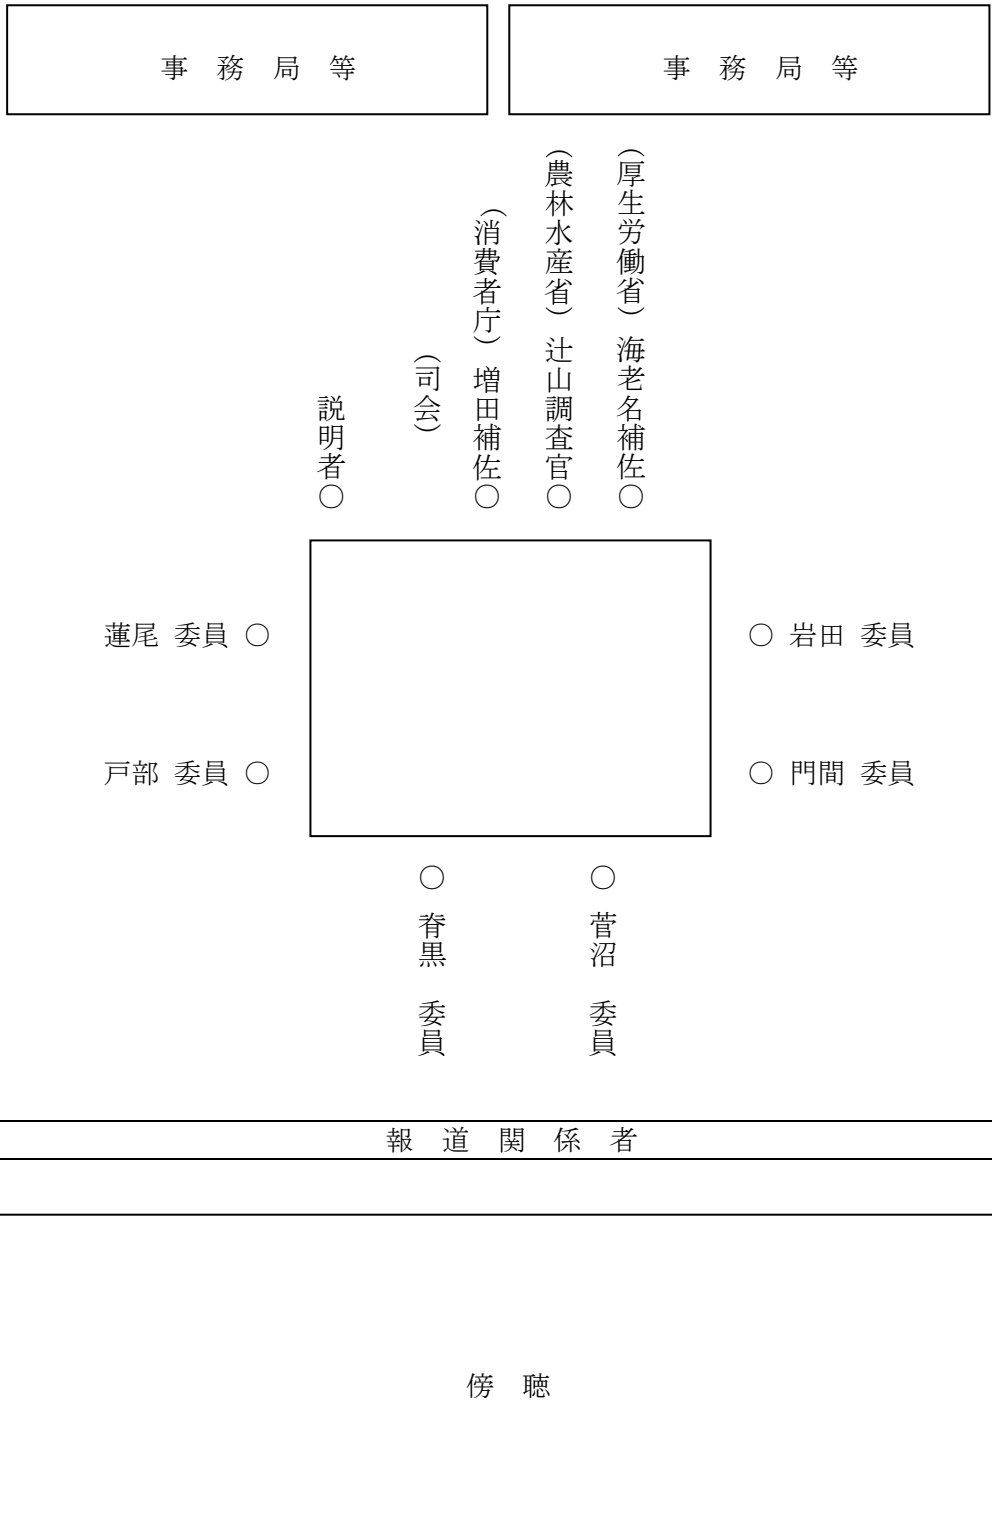 事務局等
事務局等
（厚生労働省）海老名補佐○
（農林水産省）辻山調査官○
（消費者庁）増田補佐○
（司会）
説明者○
蓮尾 委員 ○
○ 岩田 委員
戸部 委員 ○
○ 門間 委員
○ 菅沼 委員
○ 脊黒 委員
報道関係者
傍聴